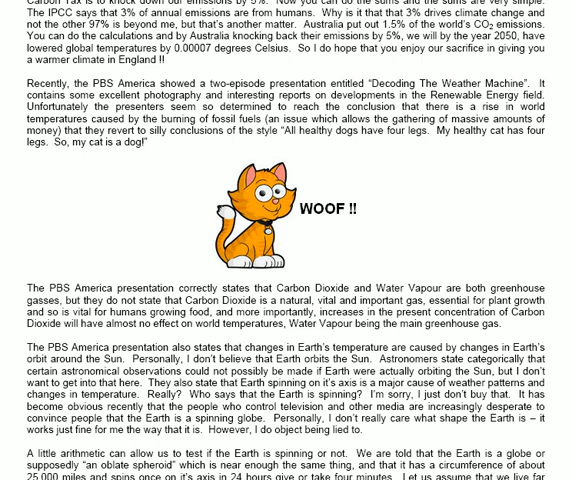 Carbon Tax is to knock down our emissions by 5%.  Now you can do the sums and the sums are very simple.
The IPCC says that 3% of annual emissions are from humans.  Why is it that that 3% drives climate change and
not the other 97% is beyond me, but that's another matter.  Australia put out 1.5% of the world's CO₂ emissions.
You can do the calculations and by Australia knocking back their emissions by 5%, we will by the year 2050, have
lowered global temperatures by 0.00007 degrees Celsius.  So I do hope that you enjoy our sacrifice in giving you
a warmer climate in England !!
Recently, the PBS America showed a two-episode presentation entitled "Decoding The Weather Machine".  It
contains some excellent photography and interesting reports on developments in the Renewable Energy field.
Unfortunately the presenters seem so determined to reach the conclusion that there is a rise in world
temperatures caused by the burning of fossil fuels (an issue which allows the gathering of massive amounts of
money) that they revert to silly conclusions of the style "All healthy dogs have four legs.  My healthy cat has four
legs.  So, my cat is a dog!"
WOOF !!
The PBS America presentation correctly states that Carbon Dioxide and Water Vapour are both greenhouse
gasses, but they do not state that Carbon Dioxide is a natural, vital and important gas, essential for plant growth
and so is vital for humans growing food, and more importantly, increases in the present concentration of Carbon
Dioxide will have almost no effect on world temperatures, Water Vapour being the main greenhouse gas.
The PBS America presentation also states that changes in Earth's temperature are caused by changes in Earth's
orbit around the Sun.  Personally, I don't believe that Earth orbits the Sun.  Astronomers state categorically that
certain astronomical observations could not possibly be made if Earth were actually orbiting the Sun, but I don't
want to get into that here.  They also state that Earth spinning on it's axis is a major cause of weather patterns and
changes in temperature.  Really?  Who says that the Earth is spinning?  I'm sorry, I just don't buy that.  It has
become obvious recently that the people who control television and other media are increasingly desperate to
convince people that the Earth is a spinning globe.  Personally, I don't really care what shape the Earth is – it
works just fine for me the way that it is.  However, I do object being lied to.
A little arithmetic can allow us to test if the Earth is spinning or not.  We are told that the Earth is a globe or
supposedly "an oblate spheroid" which is near enough the same thing, and that it has a circumference of about
25,000 miles and spins once on it's axis in 24 hours give or take four minutes.  Let us assume that we live far